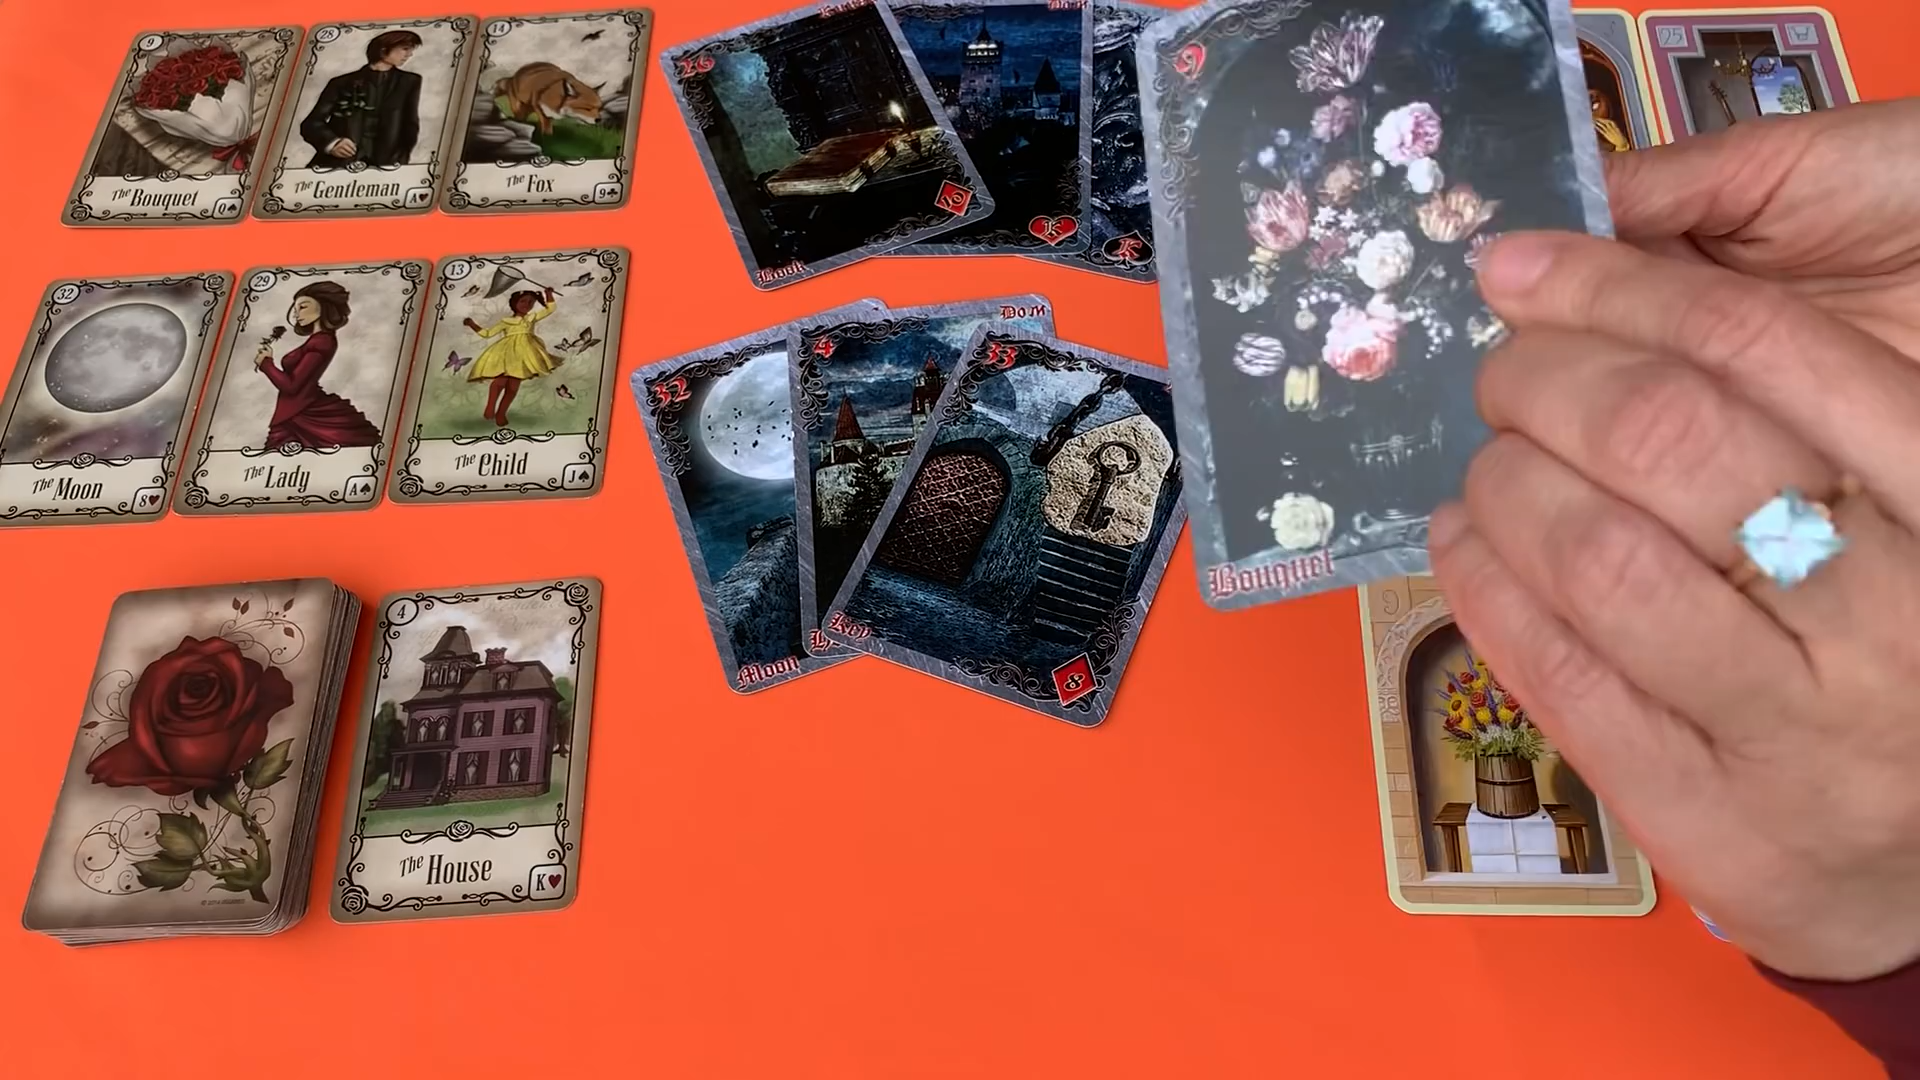 9
The Bouquet
Q♠
28
The Gentleman
A♥
14
The Fox
9♣
32
The Moon
8♥
29
The Lady
A♠
13
The Child
J♠
4
The House
K♥
26
Book
10
K
K
32
Moon
4
Dom
33
Key
8
9
Bouquet
25